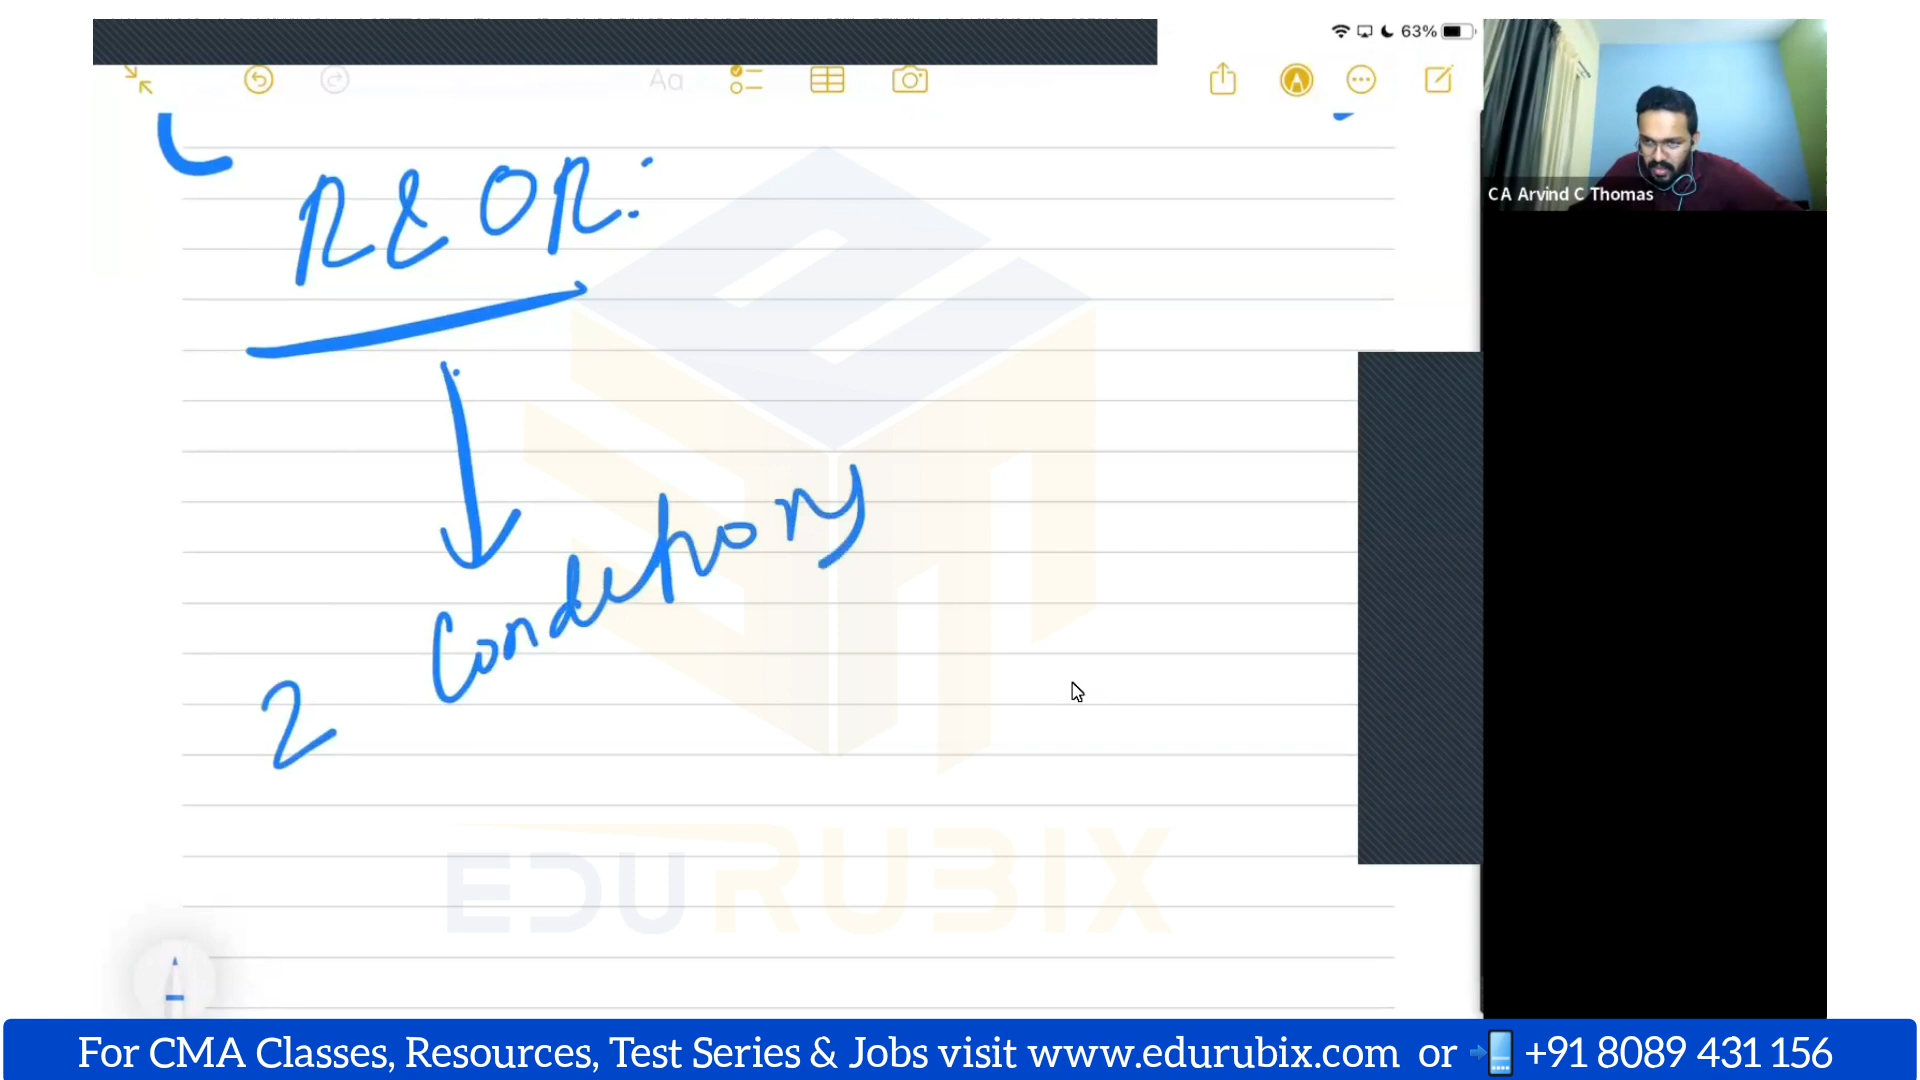 63%
Aa
CA Arvind C Thomas
R & OR:
2 Conditions
EDURUBIX
For CMA Classes, Resources, Test Series & Jobs visit www.edurubix.com or +91 8089 431 156